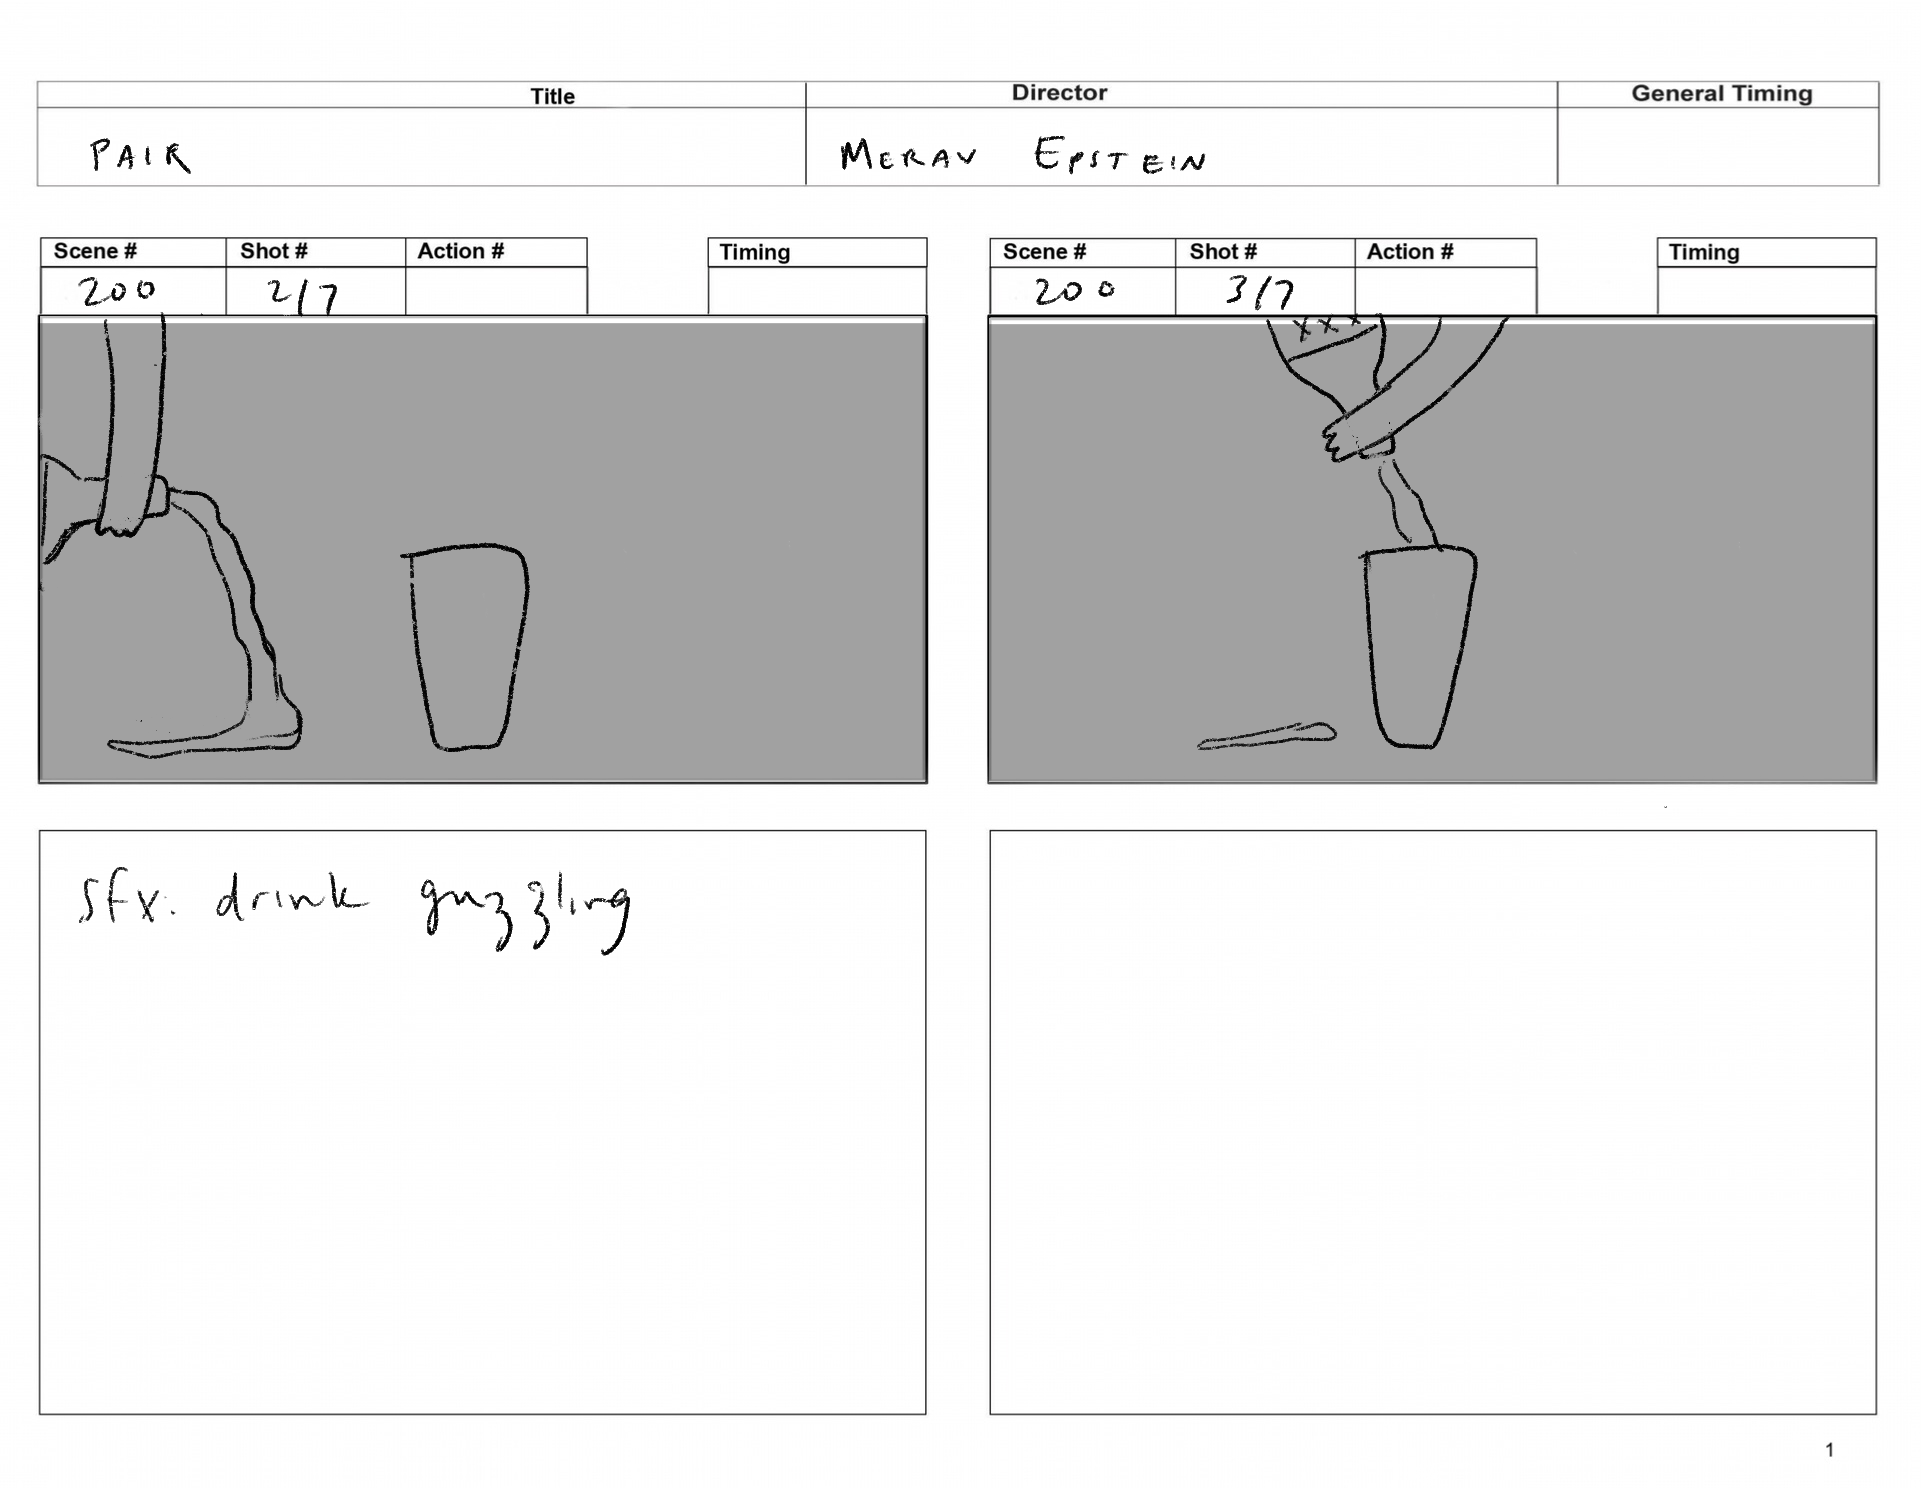 Title Director General Timing
PAIR MERAV EPSTEIN
Scene # Shot # Action # Timing
200 2/7
Scene # Shot # Action # Timing
200 3/7
XXX
sfx. drink guzzling
1